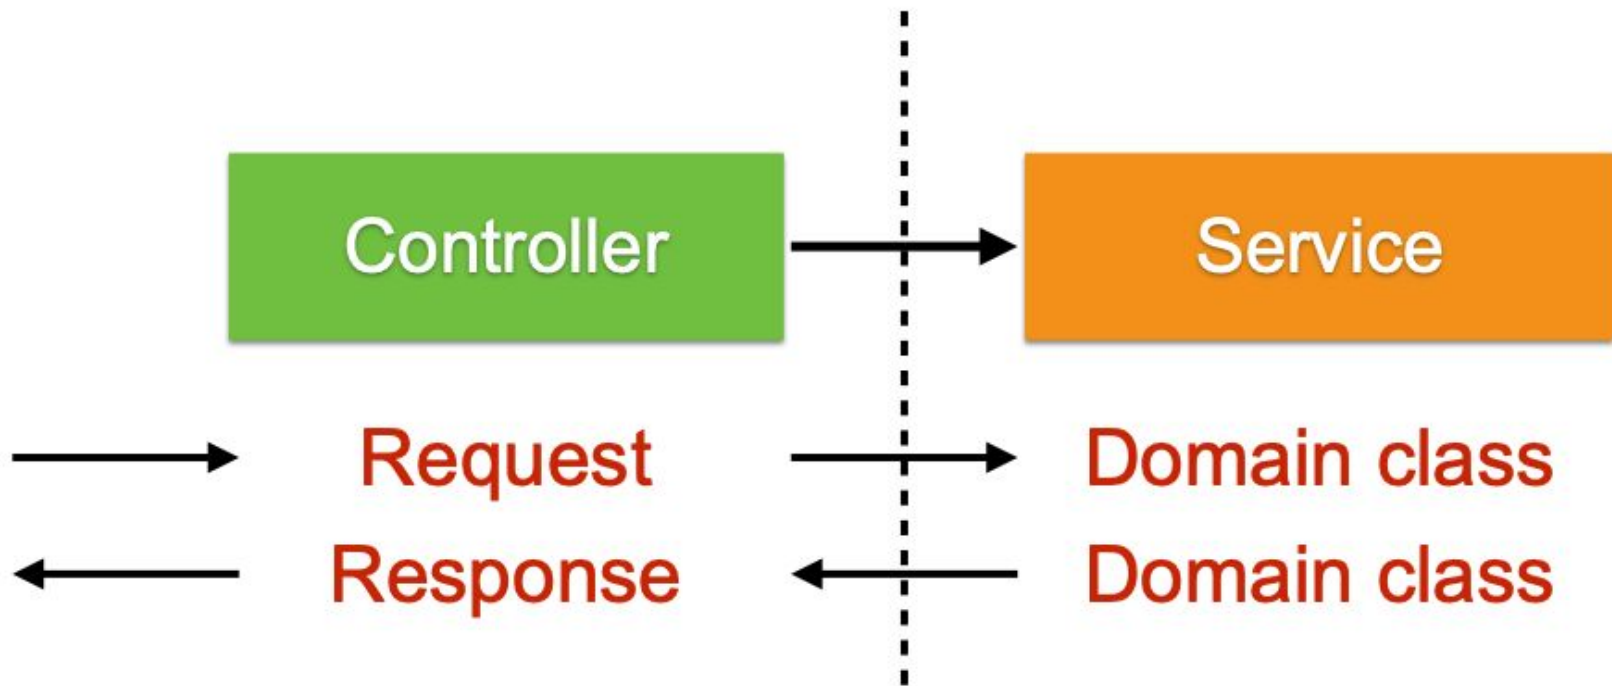 Controller
Service
Request
Domain class
Response
Domain class